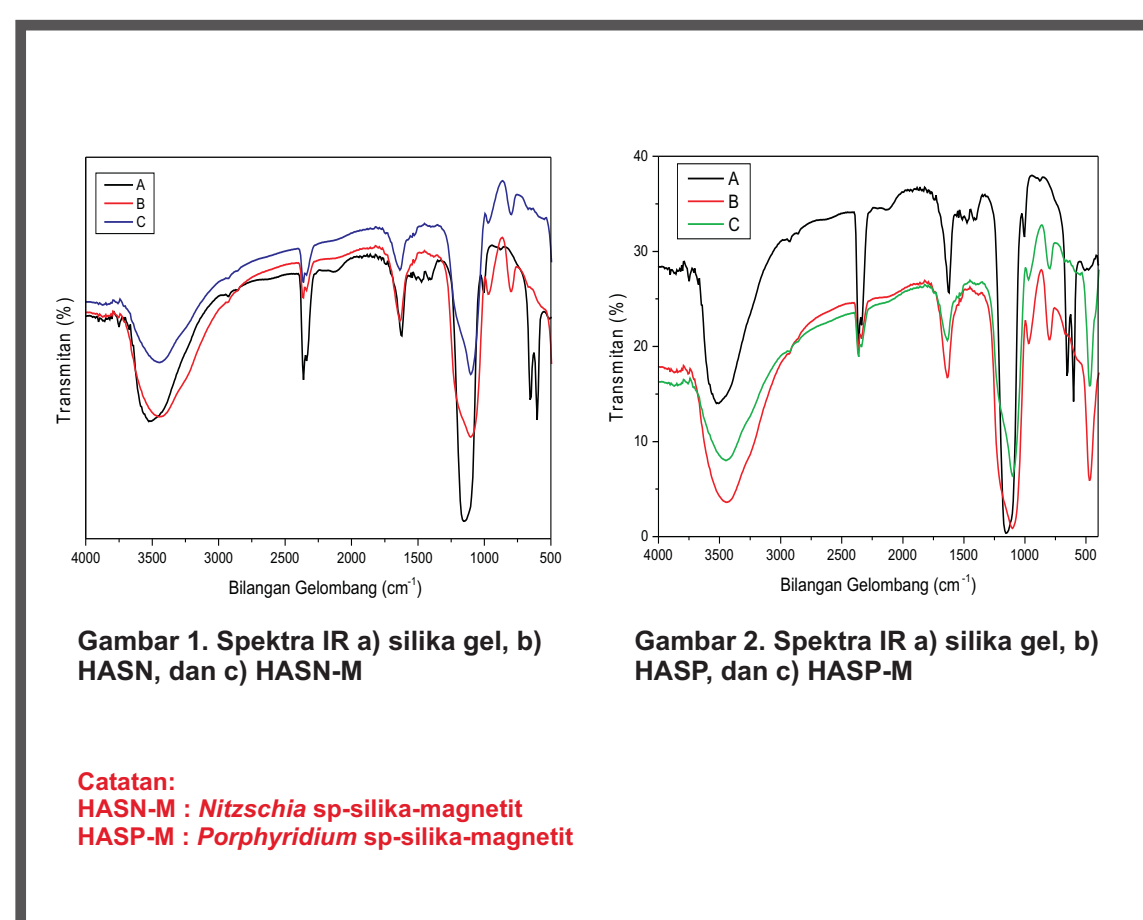 A
B
C
Transmitan (%)
4000 3500 3000 2500 2000 1500 1000 500
Bilangan Gelombang (cm-1)
Gambar 1. Spektra IR a) silika gel, b)
HASN, dan c) HASN-M
40
30
20
10
0
A
B
C
Transmitan (%)
4000 3500 3000 2500 2000 1500 1000 500
Bilangan Gelombang (cm-1)
Gambar 2. Spektra IR a) silika gel, b)
HASP, dan c) HASP-M
Catatan:
HASN-M : Nitzschia sp-silika-magnetit
HASP-M : Porphyridium sp-silika-magnetit